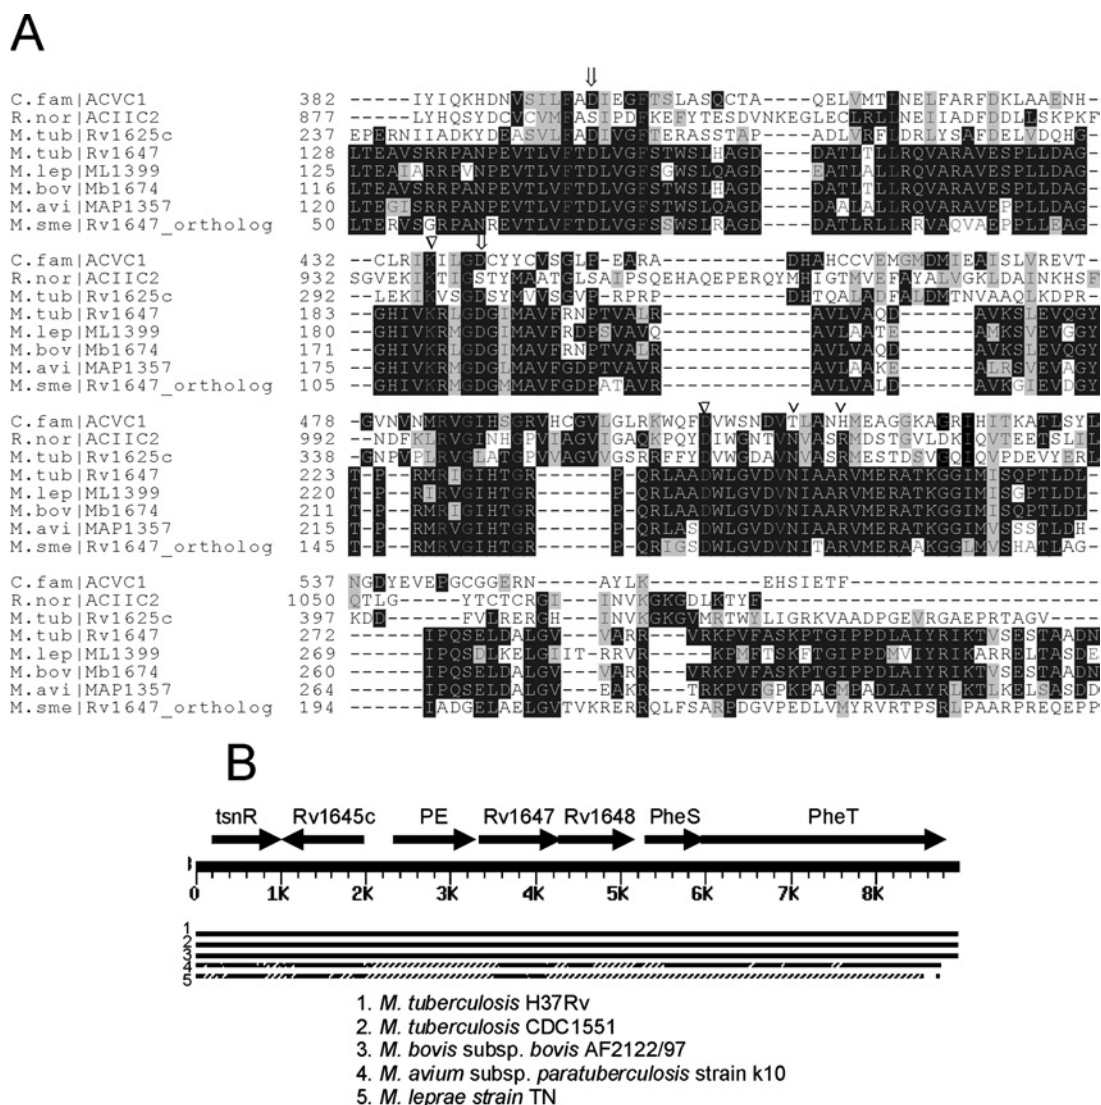 A
⇓
C.fam|ACVC1 382 -----IYIQKHDNVSILFADIEGFTSLASQCTA----QELVMTLNELFARFDKLAAENH-
R.nor|ACIIC2 877 -----LYHQSYDCVCVMFASIPDFKEFYTESDVNKEGLECLRLLNEIIADFDDLLSKPKF
M.tub|Rv1625c 237 EPERNIIADKYDEASVLFADIVGFTERASSTAP----ADLVRFLDRLYSAFDELVDQHG-
M.tub|Rv1647 128 LTEAVSRRPANPEVTLVFTDLVGFSTWSLHAGD----DATLTLLRQVARAVESPLLDAG-
M.lep|ML1399 125 LTEAIARRPVNPEVTLVFTDLVGFSGWSLQAGD----EATLALLRQVARAVESPLLDAG-
M.bov|Mb1674 116 LTEAVSRRPANPEVTLVFTDLVGFSTWSLQAGD----DATLTLLRQVARAVESPLLDAG-
M.avi|MAP1357 120 LTEGISRRPANPEVTLVFTDLVGFSTWSLQAGD----DAALALLRQVARAVEPPLLDAG-
M.sme|Rv1647_ortholog 50 LTERVSGRPANREVTLVFTDLVGFSSWSLRAGD----DATLRLLRRVAQVAVEPLLEAG-
▽ ⇓
C.fam|ACVC1 432 --CLRIKILGDCYYCVSGLP-EARA----------DHAHCCVEMGMDMIEAISLVREVT-
R.nor|ACIIC2 932 SGVEKIKTIGSTYMAATGLSAIPSQEHAQEPERQYMHIGTMVEFAYALVGKLDAINKHSF
M.tub|Rv1625c 292 --LEKIKVSGDSYMVVSGVP-RPRP----------DHTQALADFALDMTNVAAQLKDPR-
M.tub|Rv1647 183 --GHIVKRLGDGIMAVFRNPTVALR------------AVLVAQD------AVKSLEVQGY
M.lep|ML1399 180 --GHIVKRMGDGIMAVFRDPSVAVQ------------AVLAATE------AMKSVEVGGY
M.bov|Mb1674 171 --GHIVKRLGDGIMAVFRNPTVALR------------AVLVAQD------AVKSLEVQGY
M.avi|MAP1357 175 --GHIVKRMGDGIMAVFGDPTVAVR------------AVLAAKE------ALRSVEVQGY
M.sme|Rv1647_ortholog 105 --GHIVKRMGDGMMAVFGDPATAVR------------AVLVALD------AVKGIEVDGY
▽ ∨ ∨
C.fam|ACVC1 478 -GVNVNMRVGIHSGRVHCGVLGLRKWQFDVWSNDVTLANHMEAGGKAGRIHITKATLSYL
R.nor|ACIIC2 992 --NDFKLRVGINHGPVIAGVIGAQKPQYDIWGNTVNVASRMDSTGVLDKIQVTEETSLIL
M.tub|Rv1625c 338 -GNPVPLRVGLATGPVVAGVVGSRRFFYDVWGDAVNVASRMESTDSVGQIQVPDEVYERL
M.tub|Rv1647 223 T-P--RMRIGIHTGR------P-QRLAADWLGVDVNIAARVMERATKGGIMISQPTLDL-
M.lep|ML1399 220 T-P--RIRVGIHTGR------P-QRLAADWLGVDVNIAARVMERATKGGIMISGPTLDL-
M.bov|Mb1674 211 T-P--RMRVGIHTGR------P-QRLAADWLGVDVNIAARVMERATKGGIMISQPTLDL-
M.avi|MAP1357 215 T-P--RMRVGIHTGR------P-QRLASDWLGVDVNIAARVMERATKGGIMVSSSTLDH-
M.sme|Rv1647_ortholog 145 T-P--RMRVGIHTGR------P-QRIGSDWLGVDVNITARVMERAAKGGLMVSHATLAG-
C.fam|ACVC1 537 NGDYEVEPGCGGERN-----AYLK---------EHSIETF--------------------
R.nor|ACIIC2 1050 QTLG-----YTCTCRGI---INVKGKGDLKTYF---------------------------
M.tub|Rv1625c 397 KDD------FVLRERGH---INVKGKGVMRTWYLIGRKVAADPGEVRGAEPRTAGV----
M.tub|Rv1647 272 ------IPQSELDALGV---VARR---VRKPVFASKPTGIPPDLAIYRIKTVSESTAADN
M.lep|ML1399 269 ------IPQSDLKELGIIT-RRVR-----KPMFTSKFTGIPPDMVIYRIKARRELTASDE
M.bov|Mb1674 260 ------IPQSELDALGV---VARR---VRKPVFASKPTGIPPDLAIYRIKTVSESTAADN
M.avi|MAP1357 264 ------IPQSELDALGV---EAKR---TRKPVFGPKPAGMPADLAIYRLKTLKELSASDD
M.sme|Rv1647_ortholog 194 ------IADGELAELGVTVKRERRQLFSARPDGVPEDLVMYRVRTPSRLPAARPREQEPP
B
tsnR Rv1645c PE Rv1647 Rv1648 PheS PheT
0 1K 2K 3K 4K 5K 6K 7K 8K
1
2
3
4
5
1. M. tuberculosis H37Rv
2. M. tuberculosis CDC1551
3. M. bovis subsp. bovis AF2122/97
4. M. avium subsp. paratuberculosis strain k10
5. M. leprae strain TN